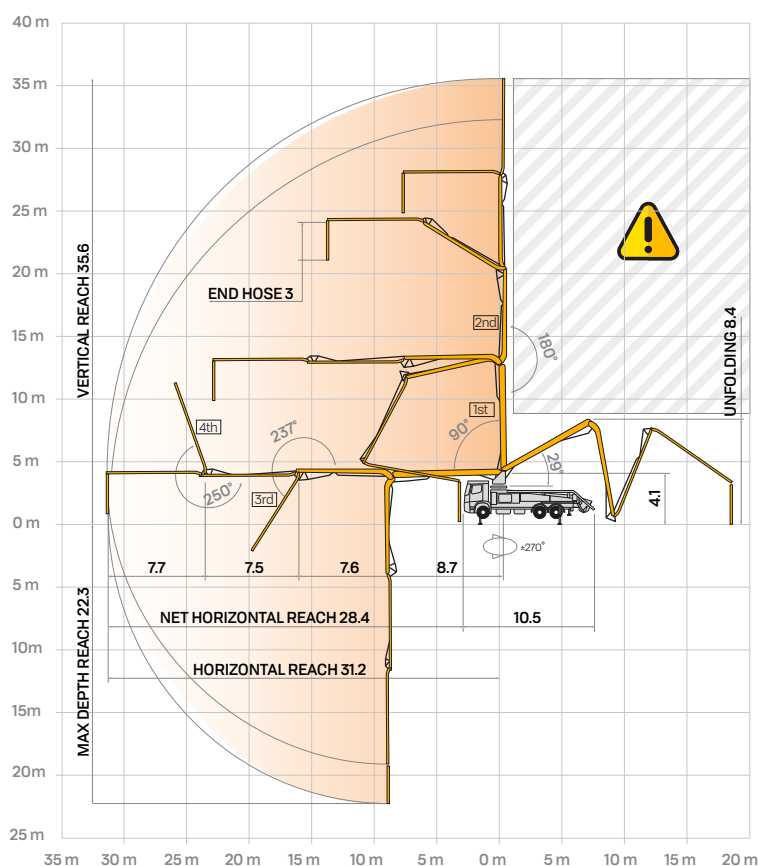 40 m
35 m
30 m
25 m
20 m
15 m
10 m
5 m
0 m
5 m
10m
15m
20m
25 m
VERTICAL REACH 35.6
MAX DEPTH REACH 22.3
END HOSE 3
2nd
180°
UNFOLDING 8.4
1st
90°
4th
237°
29°
250°
3rd
4.1
±270°
7.7 7.5 7.6 8.7
NET HORIZONTAL REACH 28.4 10.5
HORIZONTAL REACH 31.2
35 m 30 m 25 m 20 m 15 m 10 m 5 m 0 m 5 m 10 m 15 m 20 m